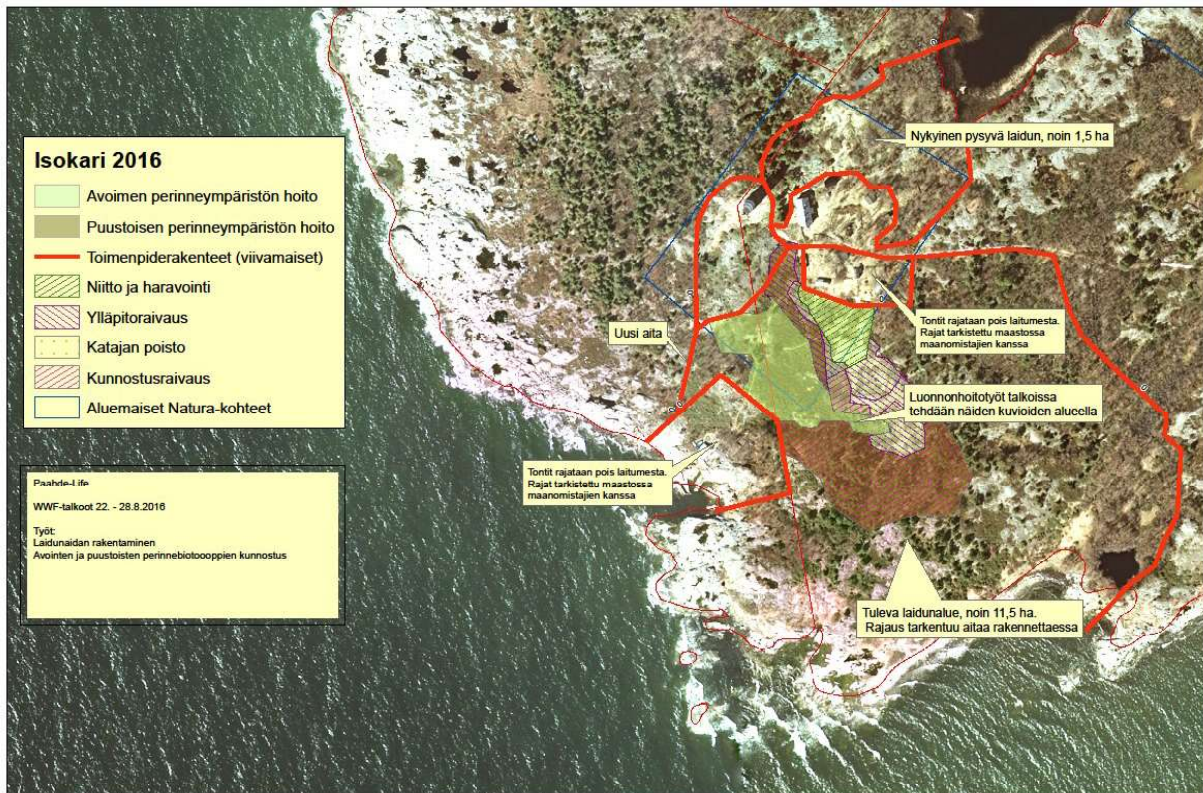 Isokari 2016
Avoimen perinneympäristön hoito
Puustoisen perinneympäristön hoito
Toimenpiderakenteet (viivamaiset)
Niitto ja haravointi
Ylläpitoraivaus
Katajan poisto
Kunnostusraivaus
Aluemaiset Natura-kohteet
Paahde-Life
WWF-talkoot 22. - 28.8.2016
Työt:
Laidunaidan rakentaminen
Avointen ja puustoisten perinnebiotoooppien kunnostus
Nykyinen pysyvä laidun, noin 1,5 ha
Uusi aita
Tontit rajataan pois laitumesta.
Rajat tarkistettu maastossa
maanomistajien kanssa
Luonnonhoitotyöt talkoissa
tehdään näiden kuvioiden alueella
Tontit rajataan pois laitumesta.
Rajat tarkistettu maastossa
maanomistajien kanssa
Tuleva laidunalue, noin 11,5 ha.
Rajaus tarkentuu aitaa rakennettaessa